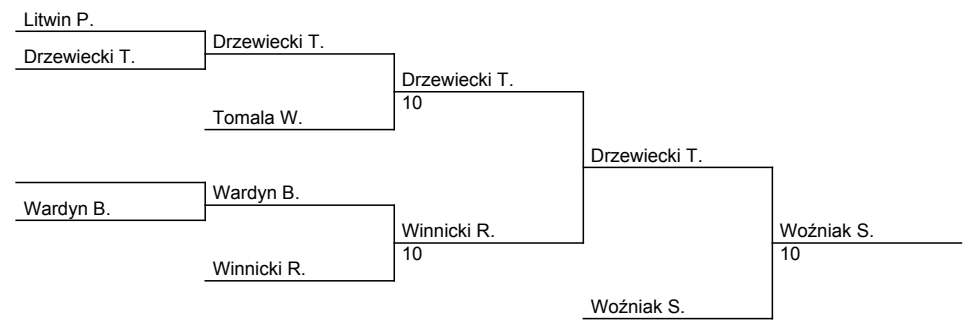 Litwin P.
Drzewiecki T.
Drzewiecki T.
Drzewiecki T.
10
Tomala W.
Drzewiecki T.
Wardyn B.
Wardyn B.
Winnicki R.
10
Woźniak S.
10
Winnicki R.
Woźniak S.